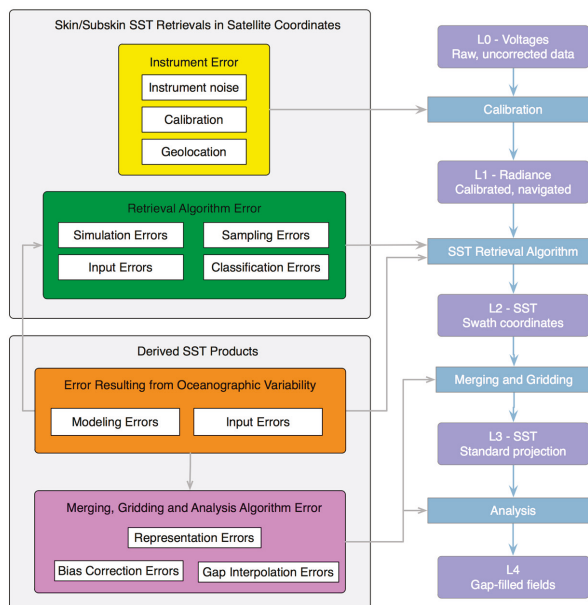 Skin/Subskin SST Retrievals in Satellite Coordinates
Instrument Error
Instrument noise
Calibration
Geolocation
Retrieval Algorithm Error
Simulation Errors
Sampling Errors
Input Errors
Classification Errors
Derived SST Products
Error Resulting from Oceanographic Variability
Modeling Errors
Input Errors
Merging, Gridding and Analysis Algorithm Error
Representation Errors
Bias Correction Errors
Gap Interpolation Errors
L0 - Voltages
Raw, uncorrected data
Calibration
L1 - Radiance
Calibrated, navigated
SST Retrieval Algorithm
L2 - SST
Swath coordinates
Merging and Gridding
L3 - SST
Standard projection
Analysis
L4
Gap-filled fields